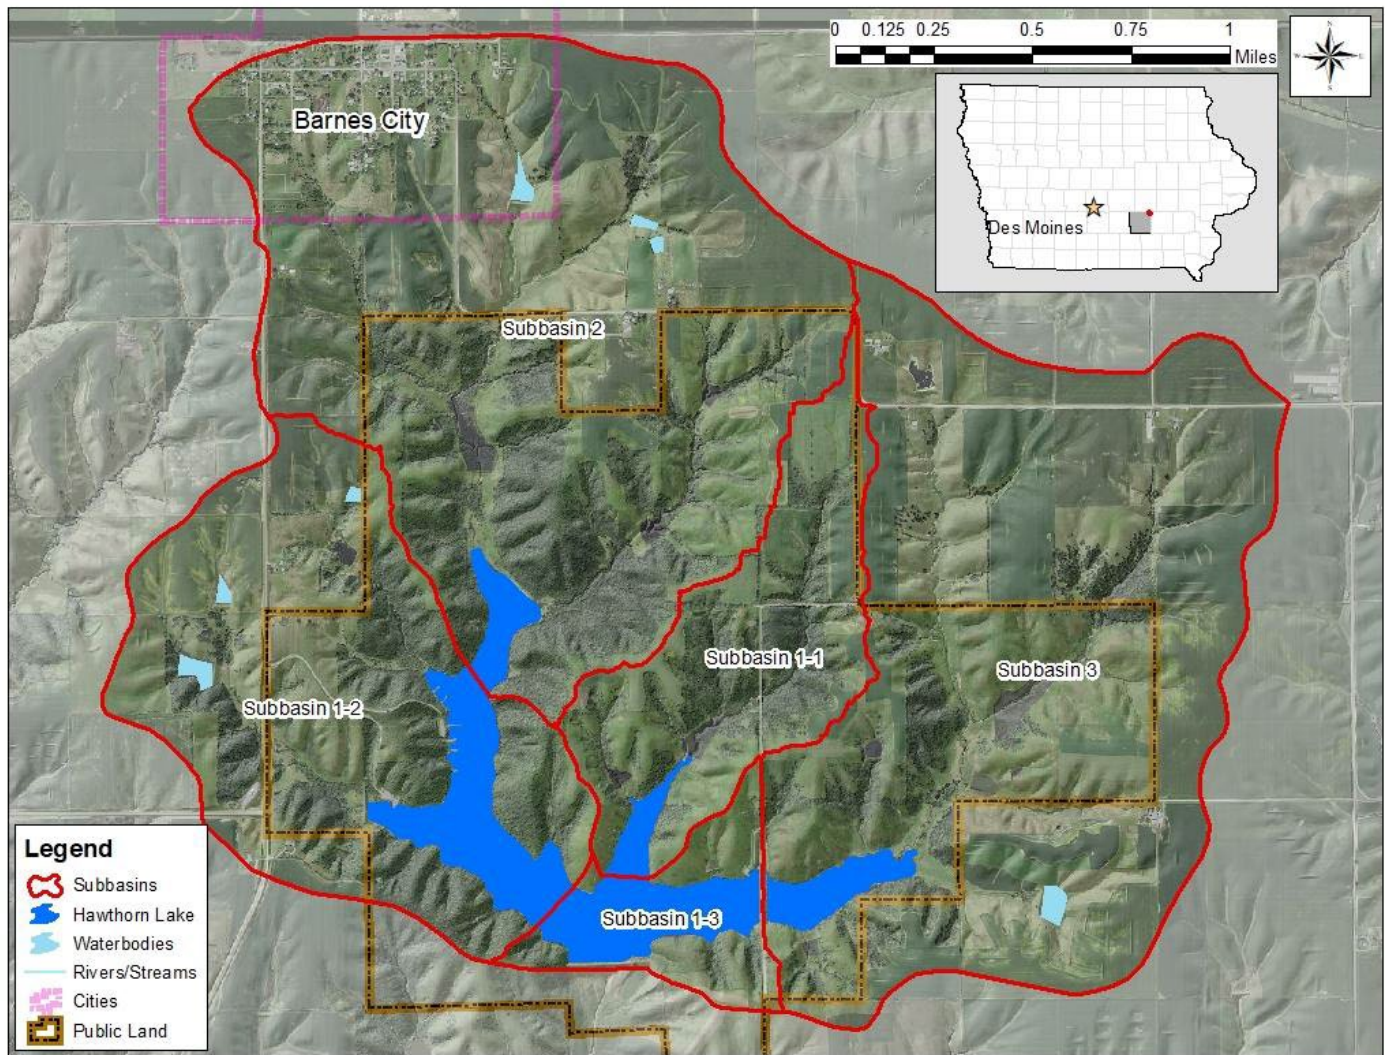 0 0.125 0.25 0.5 0.75 1
Miles
N
W E
S
Barnes City
Des Moines
Subbasin 2
Subbasin 1-1
Subbasin 3
Subbasin 1-2
Subbasin 1-3
Legend
Subbasins
Hawthorn Lake
Waterbodies
Rivers/Streams
Cities
Public Land